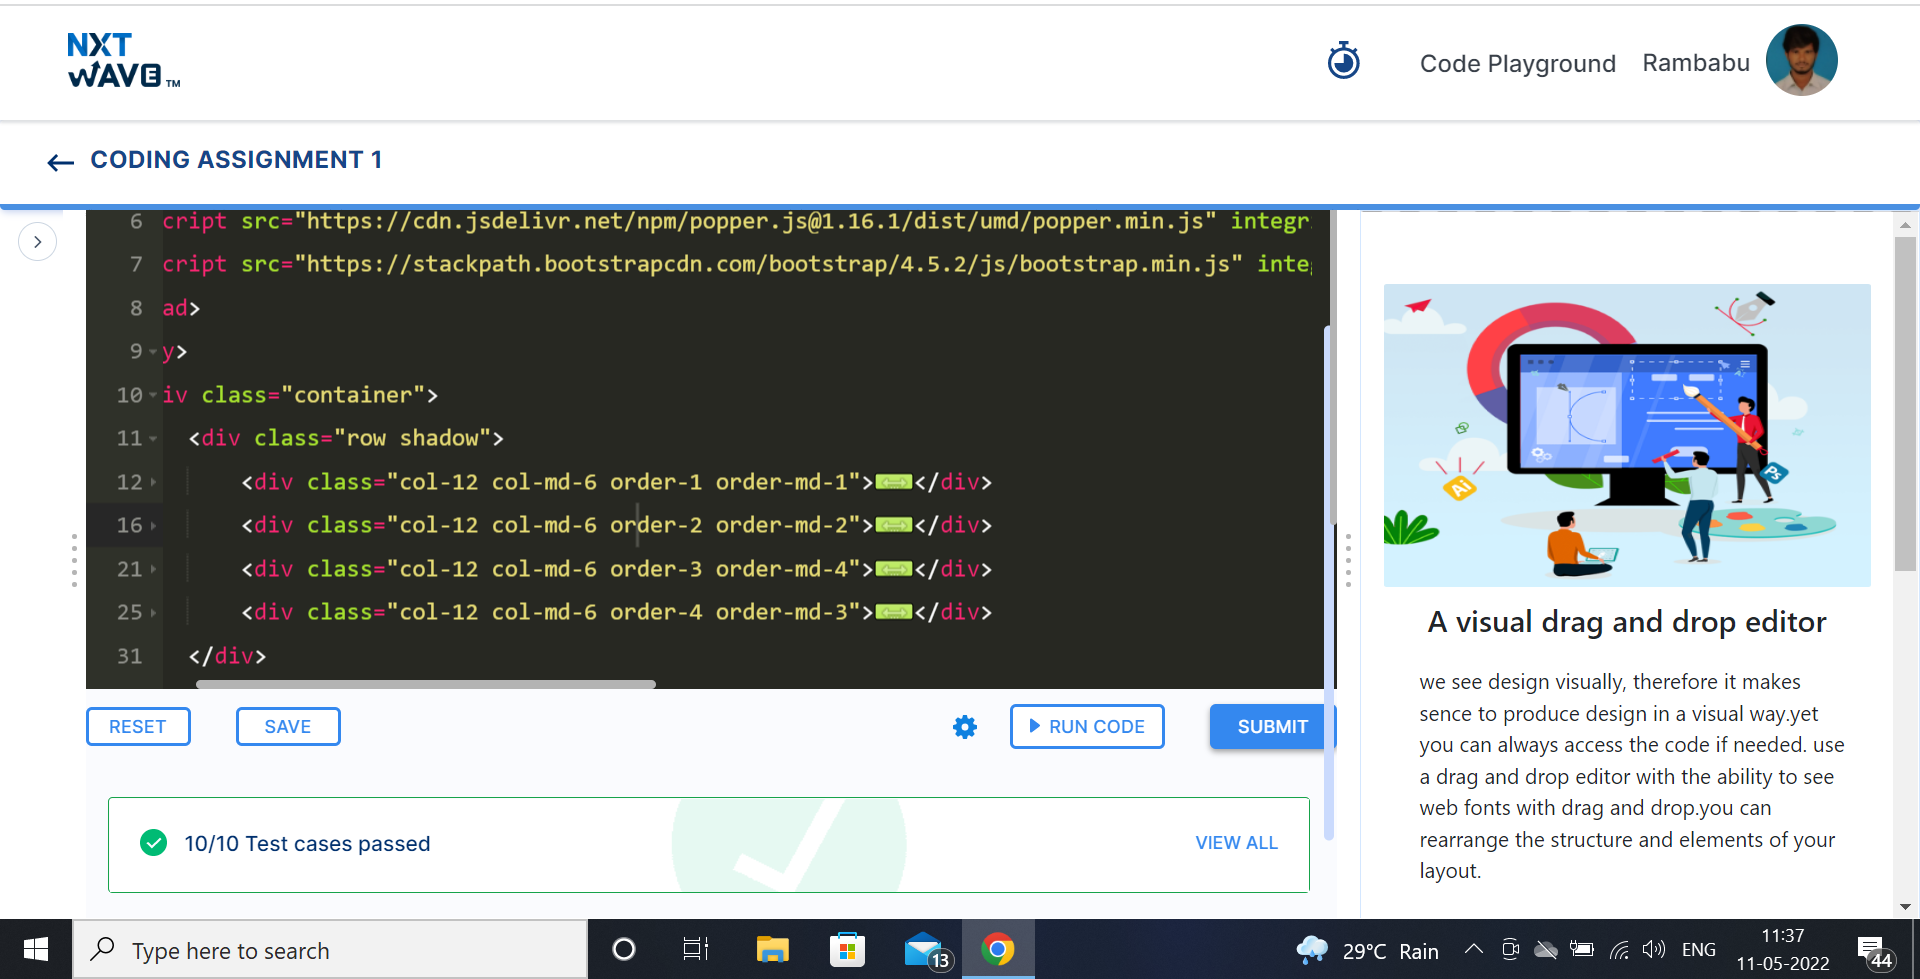 NXT
WAVE TM
Code Playground Rambabu
CODING ASSIGNMENT 1
6 cript src="https://cdn.jsdelivr.net/npm/popper.js@1.16.1/dist/umd/popper.min.js" integr
7 cript src="https://stackpath.bootstrapcdn.com/bootstrap/4.5.2/js/bootstrap.min.js" inte
8 ad>
9 y>
10 iv class="container">
11 <div class="row shadow">
12 <div class="col-12 col-md-6 order-1 order-md-1"></div>
16 <div class="col-12 col-md-6 order-2 order-md-2"></div>
21 <div class="col-12 col-md-6 order-3 order-md-4"></div>
25 <div class="col-12 col-md-6 order-4 order-md-3"></div>
31 </div>
RESET SAVE RUN CODE SUBMIT
10/10 Test cases passed VIEW ALL
Ai
Ps
A visual drag and drop editor
we see design visually, therefore it makes
sence to produce design in a visual way.yet
you can always access the code if needed. use
a drag and drop editor with the ability to see
web fonts with drag and drop.you can
rearrange the structure and elements of your
layout.
Type here to search
13
29°C Rain
ENG
11:37
11-05-2022
44